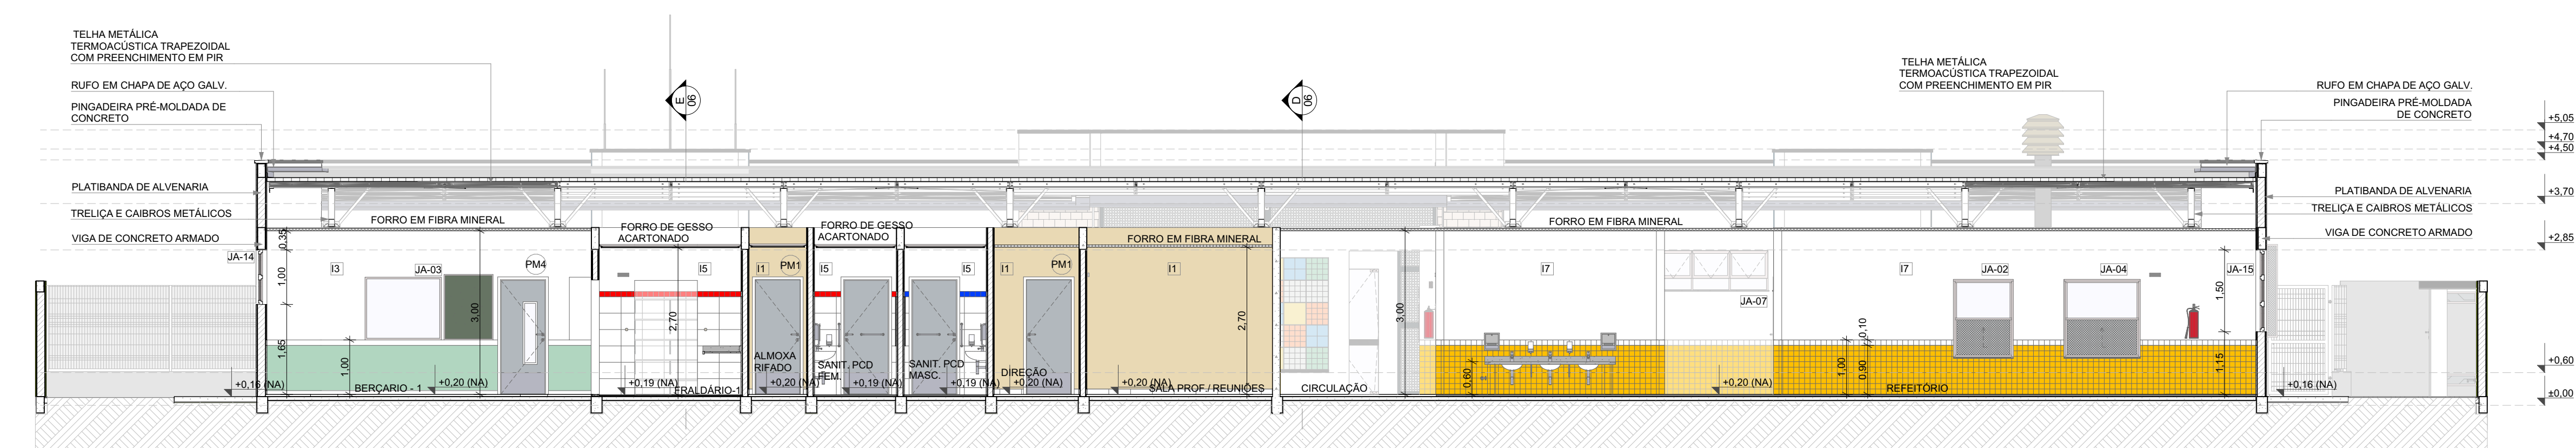 TELHA METÁLICA
TERMOACÚSTICA TRAPEZOIDAL
COM PREENCHIMENTO EM PIR
RUFO EM CHAPA DE AÇO GALV.
PINGADEIRA PRÉ-MOLDADA DE
CONCRETO
PLATIBANDA DE ALVENARIA
TRELIÇA E CAIBROS METÁLICOS
VIGA DE CONCRETO ARMADO
E
06
D
06
TELHA METÁLICA
TERMOACÚSTICA TRAPEZOIDAL
COM PREENCHIMENTO EM PIR
RUFO EM CHAPA DE AÇO GALV.
PINGADEIRA PRÉ-MOLDADA
DE CONCRETO
PLATIBANDA DE ALVENARIA
TRELIÇA E CAIBROS METÁLICOS
VIGA DE CONCRETO ARMADO
+5,05
+4,70
+4,50
+3,70
+2,85
+0,60
±0,00
FORRO EM FIBRA MINERAL
FORRO DE GESSO
ACARTONADO
FORRO DE GESSO
ACARTONADO
FORRO EM FIBRA MINERAL
FORRO EM FIBRA MINERAL
JA-14
0,35
1,00
1,65
I3
JA-03
PM4
3,00
1,00
I5
2,70
I1
PM1
I5
I5
I1
PM1
I1
2,70
3,00
I7
JA-07
I7
JA-02
JA-04
JA-15
1,50
1,15
0,60
1,00
0,10
0,90
+0,16 (NA)
BERÇARIO - 1
+0,20 (NA)
+0,19 (NA)
FRALDÁRIO-1
ALMOXA
RIFADO
+0,20 (NA)
SANIT. PCD
FEM.
+0,19 (NA)
SANIT. PCD
MASC.
+0,19 (NA)
DIREÇÃO
+0,20 (NA)
+0,20 (NA)
SALA PROF./ REUNIÕES
CIRCULAÇÃO
+0,20 (NA)
REFEITÓRIO
+0,16 (NA)